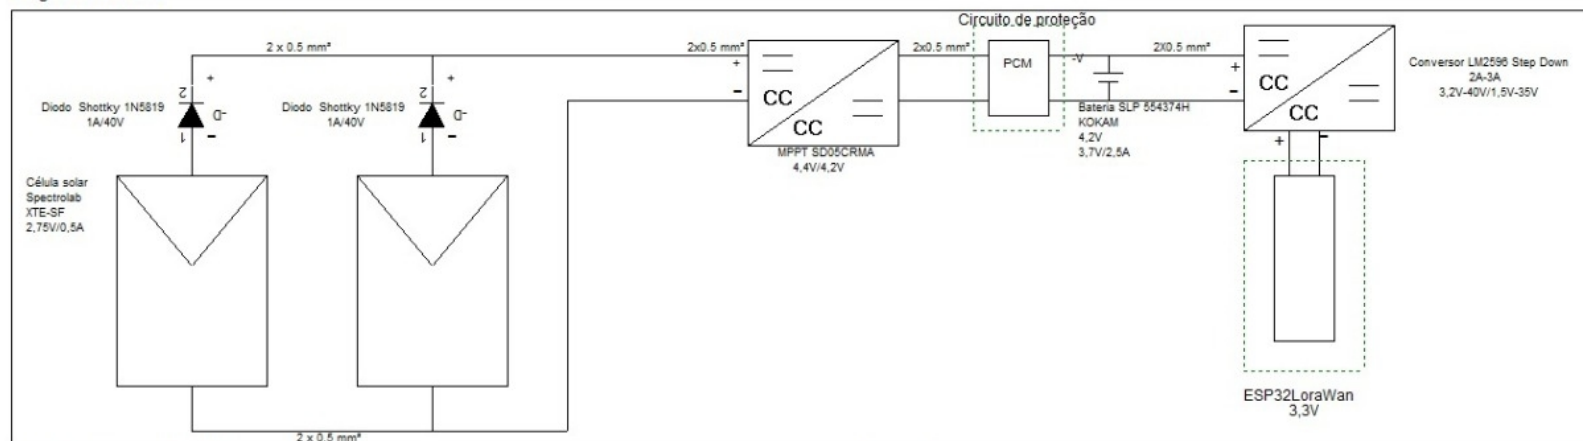 Circuito de proteção
2 x 0.5 mm²
2x0.5 mm²
2x0.5 mm²
2X0.5 mm²
PCM
-V
+
−
CC
CC
MPPT SD05CRMA
4,4V/4,2V
Bateria SLP 554374H
KOKAM
4,2V
3,7V/2,5A
+
−
CC
CC
Conversor LM2596 Step Down
2A-3A
3,2V-40V/1,5V-35V
+
−
Diodo Shottky 1N5819
1A/40V
+
2
D-
1
−
Diodo Shottky 1N5819
1A/40V
+
2
D-
1
−
Célula solar
Spectrolab
XTE-SF
2,75V/0,5A
ESP32LoraWan
3,3V
2 x 0.5 mm²